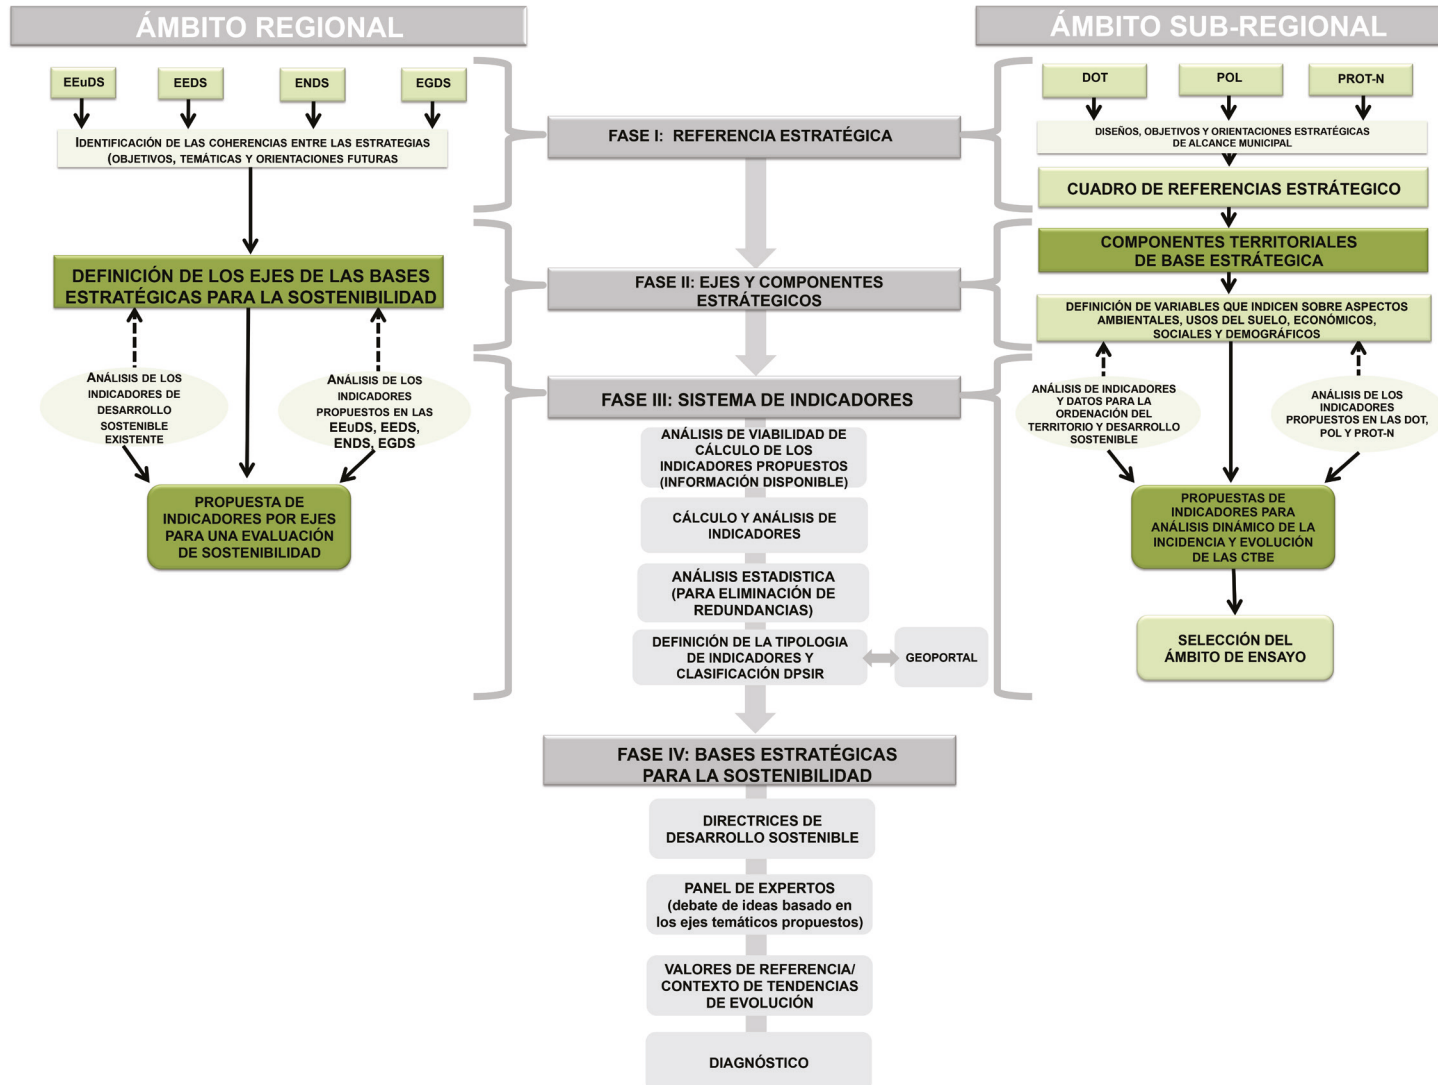 ÁMBITO REGIONAL
EEuDS
EEDS
ENDS
EGDS
IDENTIFICACIÓN DE LAS COHERENCIAS ENTRE LAS ESTRATEGIAS
(OBJETIVOS, TEMÁTICAS Y ORIENTACIONES FUTURAS
DEFINICIÓN DE LOS EJES DE LAS BASES
ESTRATÉGICAS PARA LA SOSTENIBILIDAD
ANÁLISIS DE LOS
INDICADORES DE
DESARROLLO
SOSTENIBLE
EXISTENTE
ANÁLISIS DE LOS
INDICADORES
PROPUESTOS EN LAS
EEUDS, EEDS,
ENDS, EGDS
PROPUESTA DE
INDICADORES POR EJES
PARA UNA EVALUACIÓN
DE SOSTENIBILIDAD
FASE I: REFERENCIA ESTRATÉGICA
FASE II: EJES Y COMPONENTES
ESTRÁTEGICOS
FASE III: SISTEMA DE INDICADORES
ANÁLISIS DE VIABILIDAD DE
CÁLCULO DE LOS
INDICADORES PROPUESTOS
(INFORMACIÓN DISPONIBLE)
CÁLCULO Y ANÁLISIS DE
INDICADORES
ANÁLISIS ESTADISTICA
(PARA ELIMINACIÓN DE
REDUNDANCIAS)
DEFINICIÓN DE LA TIPOLOGIA
DE INDICADORES Y
CLASIFICACIÓN DPSIR
GEOPORTAL
FASE IV: BASES ESTRATÉGICAS
PARA LA SOSTENIBILIDAD
DIRECTRICES DE
DESARROLLO SOSTENIBLE
PANEL DE EXPERTOS
(debate de ideas basado en
los ejes temáticos propuestos)
VALORES DE REFERENCIA/
CONTEXTO DE TENDENCIAS
DE EVOLUCIÓN
DIAGNÓSTICO
ÁMBITO SUB-REGIONAL
DOT
POL
PROT-N
DISEÑOS, OBJETIVOS Y ORIENTACIONES ESTRATÉGICAS
DE ALCANCE MUNICIPAL
CUADRO DE REFERENCIAS ESTRÁTEGICO
COMPONENTES TERRITORIALES
DE BASE ESTRÁTEGICA
DEFINICIÓN DE VARIABLES QUE INDICEN SOBRE ASPECTOS
AMBIENTALES, USOS DEL SUELO, ECONÓMICOS,
SOCIALES Y DEMOGRÁFICOS
ANÁLISIS DE INDICADORES
Y DATOS PARA LA
ORDENACIÓN DEL
TERRITORIO Y DESARROLLO
SOSTENIBLE
ANÁLISIS DE LOS
INDICADORES
PROPUESTOS EN LAS DOT,
POL Y PROT-N
PROPUESTAS DE
INDICADORES PARA
ANÁLISIS DINÁMICO DE LA
INCIDENCIA Y EVOLUCIÓN
DE LAS CTBE
SELECCIÓN DEL
ÁMBITO DE ENSAYO